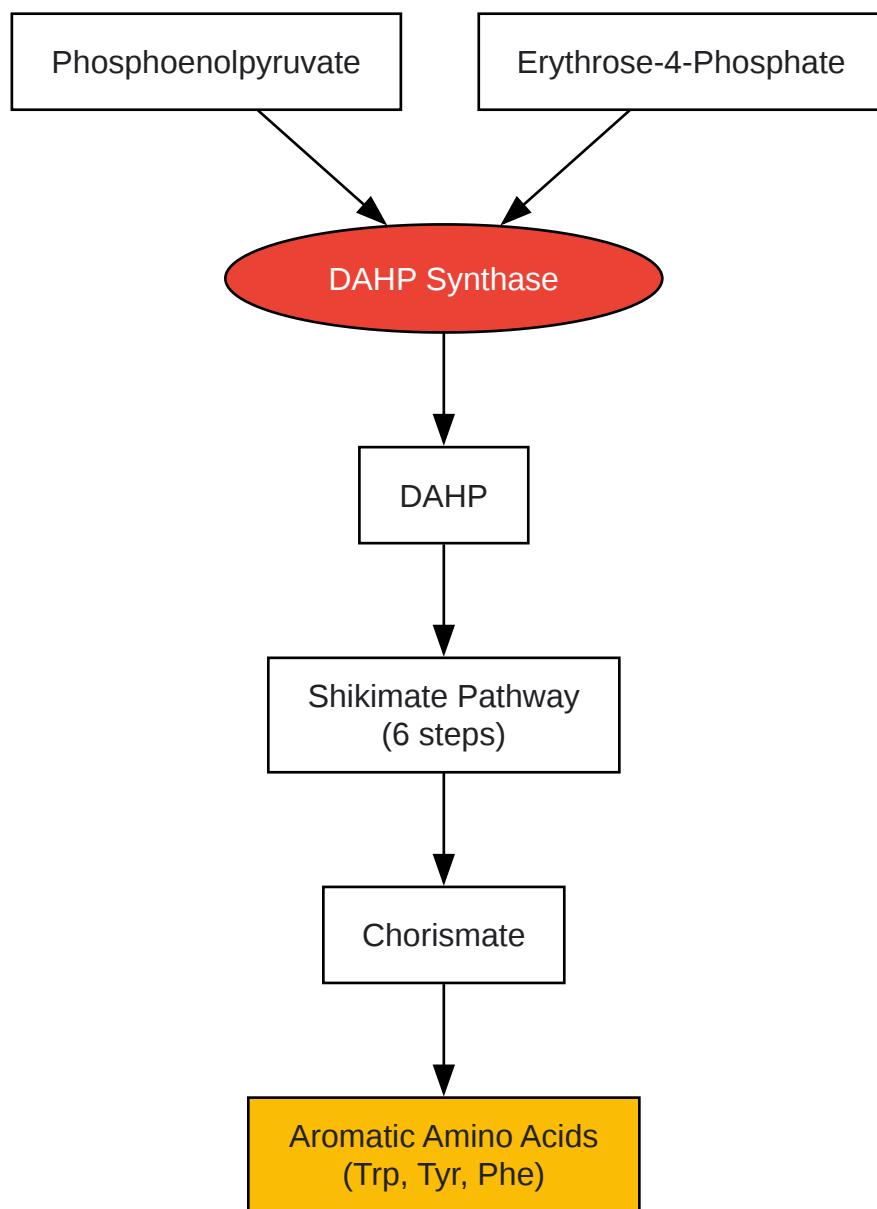 Phosphoenolpyruvate
Erythrose-4-Phosphate
DAHP Synthase
DAHP
Shikimate Pathway
(6 steps)
Chorismate
Aromatic Amino Acids
(Trp, Tyr, Phe)